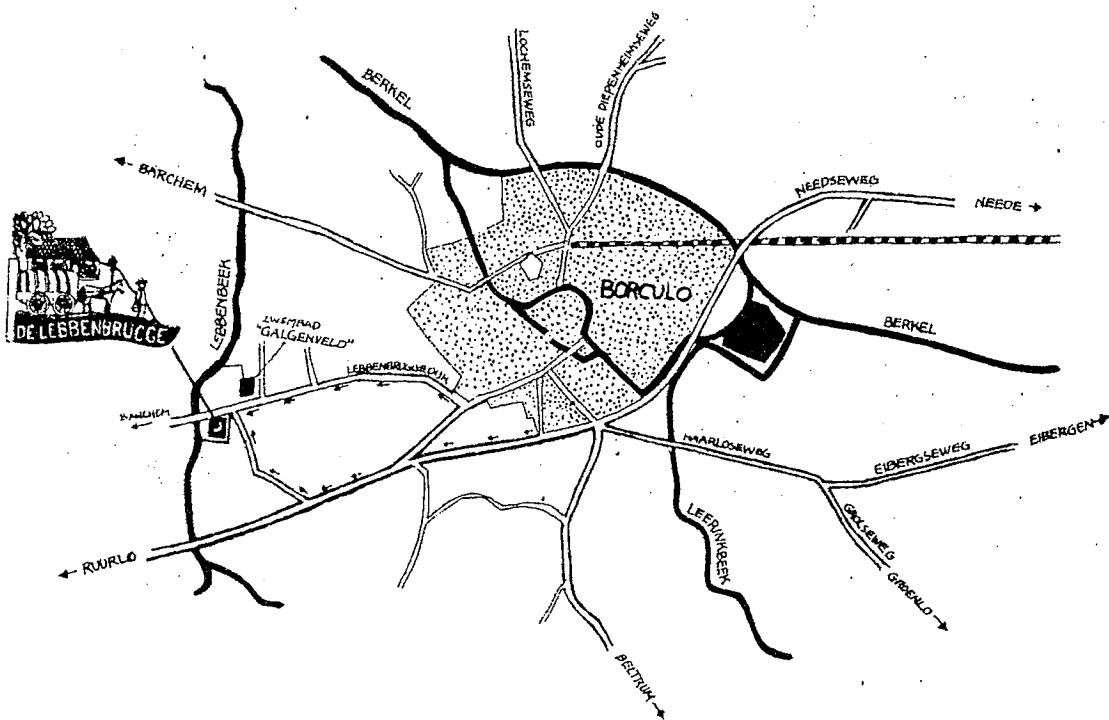 LOCHEMSEWEG
OUDE DIEPENHEIMSEWEG
BERKEL
BARCHEM
NEEDSEWEG
NEEDE
DE LEBBENBRUGGE
LEBBENBEEK
BORCULO
BERKEL
ZWEMBAD
"GALGENVELD"
LEBBENBRUGGEDIJK
BARCHEM
HAARLOSEWEG
EIBERGSEWEG
EIBERGEN
GROLSEWEG
GROENLO
LEERINKBEEK
RUURLO
BELTRUM